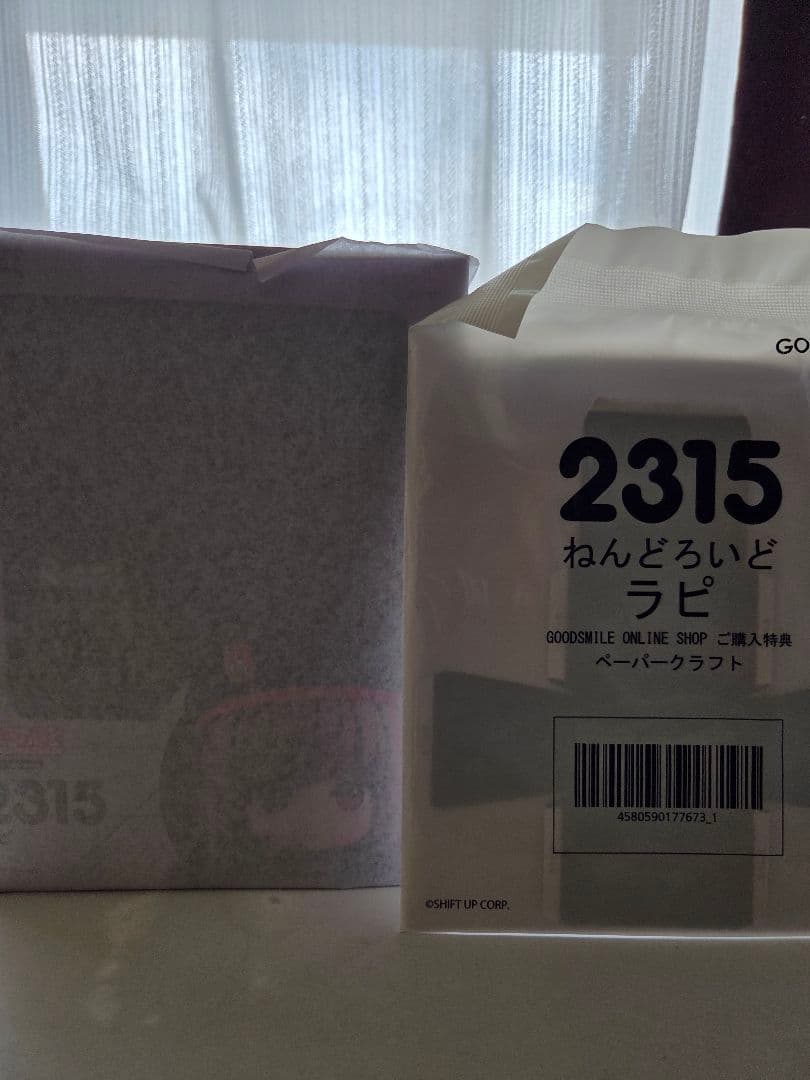 GO
2315
ねんどろいど
ラピ
GOODSMILE ONLINE SHOP ご購入特典
ペーパークラフト
4580590177673_1
©SHIFT UP CORP.
2315